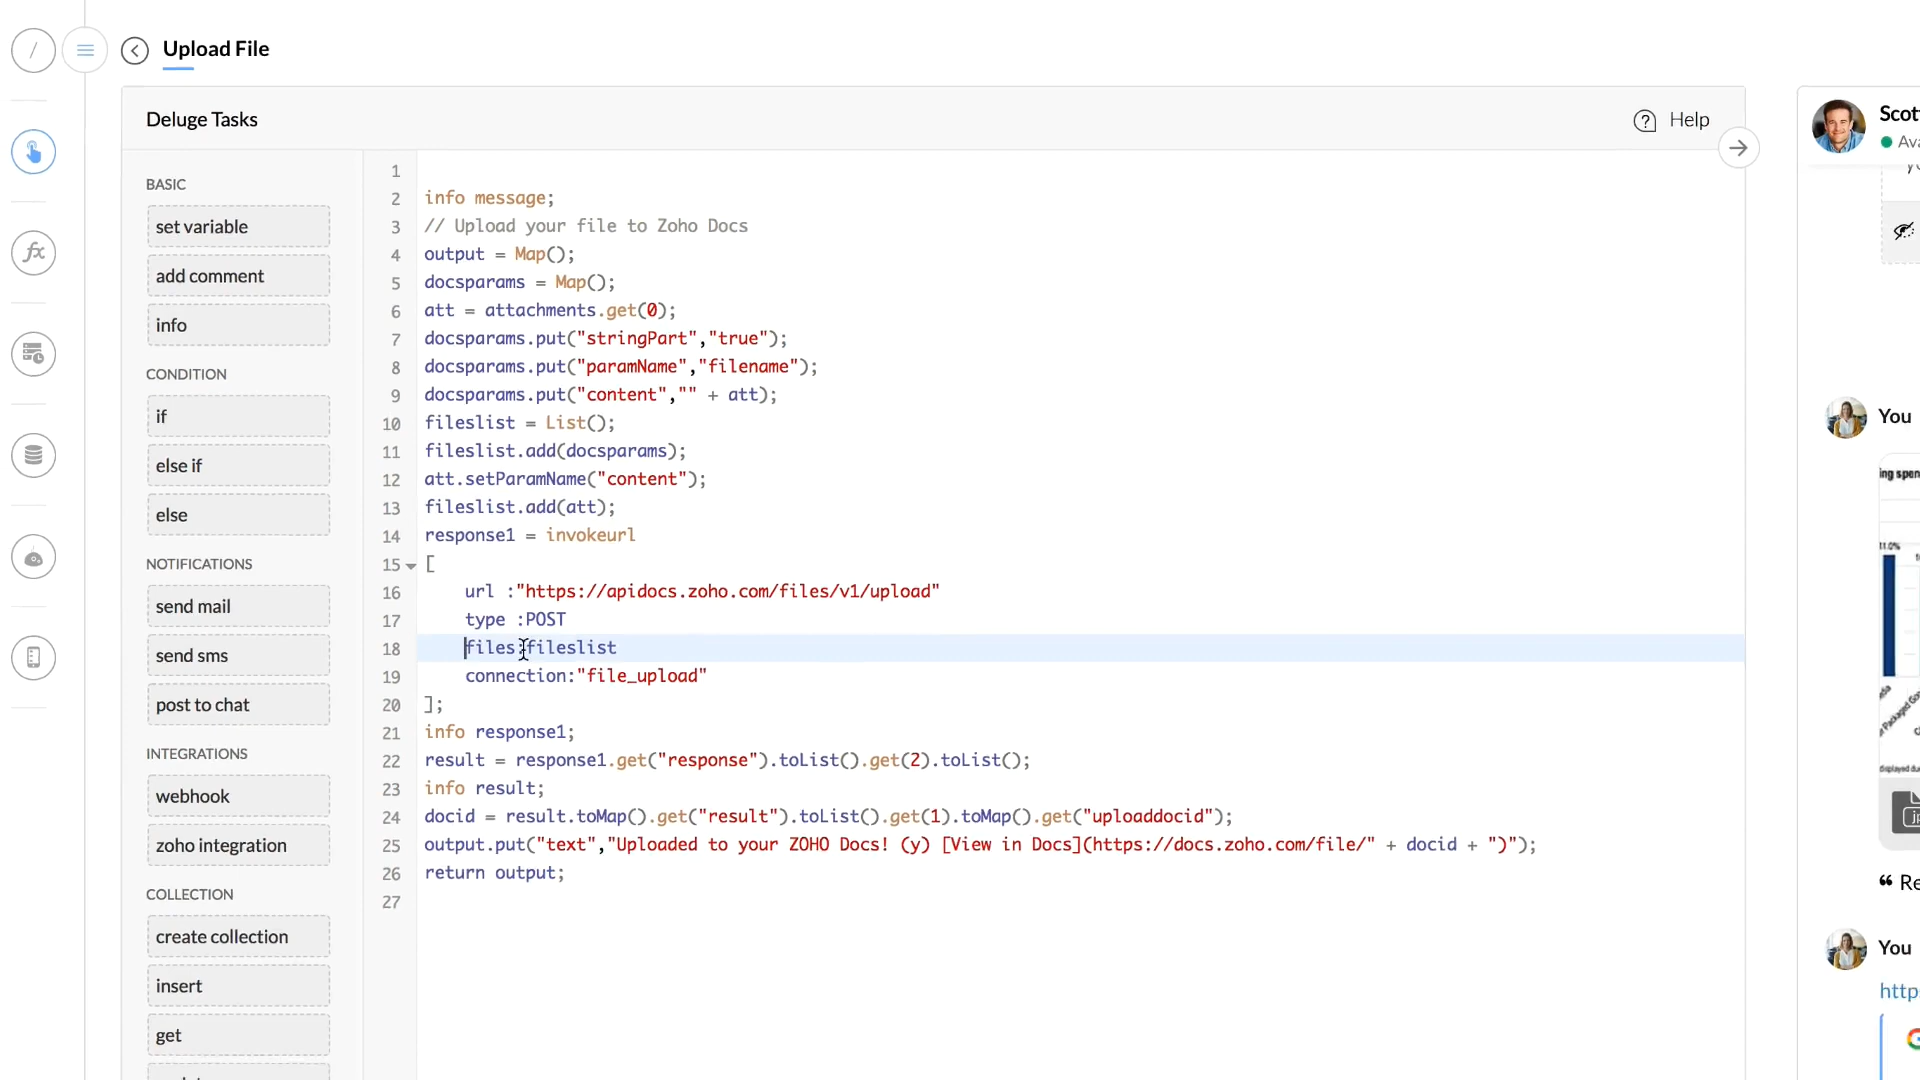 Upload File
Deluge Tasks
Help
BASIC
set variable
add comment
info
CONDITION
if
else if
else
NOTIFICATIONS
send mail
send sms
post to chat
INTEGRATIONS
webhook
zoho integration
COLLECTION
create collection
insert
get
1
2 info message;
3 // Upload your file to Zoho Docs
4 output = Map();
5 docsparams = Map();
6 att = attachments.get(0);
7 docsparams.put("stringPart","true");
8 docsparams.put("paramName","filename");
9 docsparams.put("content","" + att);
10 fileslist = List();
11 fileslist.add(docsparams);
12 att.setParamName("content");
13 fileslist.add(att);
14 response1 = invokeurl
15 [
16 url :"https://apidocs.zoho.com/files/v1/upload"
17 type :POST
18 files:fileslist
19 connection:"file_upload"
20 ];
21 info response1;
22 result = response1.get("response").toList().get(2).toList();
23 info result;
24 docid = result.toMap().get("result").toList().get(1).toMap().get("uploaddocid");
25 output.put("text","Uploaded to your ZOHO Docs! (y) [View in Docs](https://docs.zoho.com/file/" + docid + ")");
26 return output;
27
Scot
Ava
You
ing spen
11.0%
“ Re
You
http